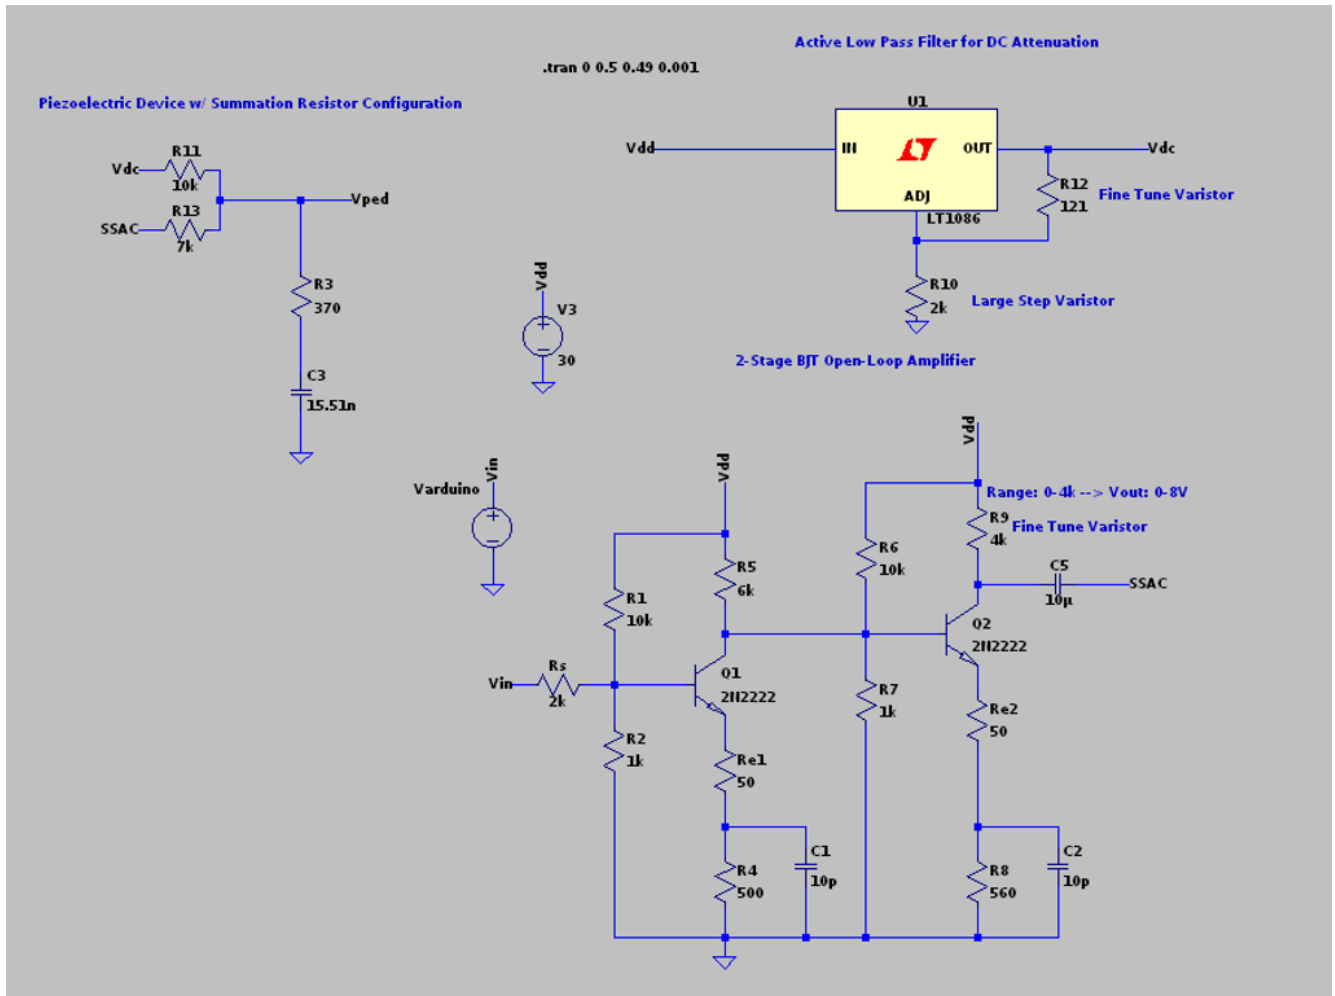 Active Low Pass Filter for DC Attenuation
.tran 0 0.5 0.49 0.001
Piezoelectric Device w/ Summation Resistor Configuration
U1
R11
Vdc
10k
Vdd
IN
OUT
Vdc
ADJ
LT1086
R12
121
Fine Tune Varistor
R13
SSAC
7k
Vped
R3
370
Vdd
V3
30
R10
2k
Large Step Varistor
C3
15.51n
2-Stage BJT Open-Loop Amplifier
Vdd
Vdd
Vin
Varduino
Range: 0-4k --> Vout: 0-8V
R9
4k
Fine Tune Varistor
R5
6k
R6
10k
C5
10µ
SSAC
R1
10k
Q2
2N2222
Rs
Vin
2k
Q1
2N2222
R7
1k
Re2
50
R2
1k
Re1
50
C1
10p
C2
10p
R4
500
R8
560